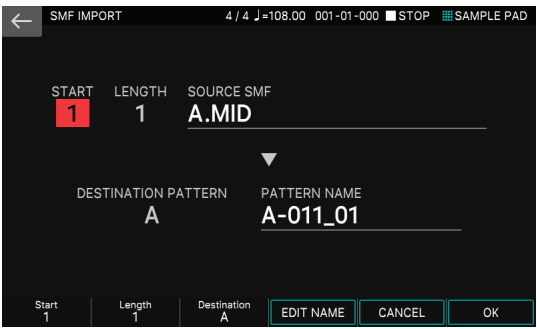 SMF IMPORT 4 / 4 ♩=108.00 001-01-000 STOP SAMPLE PAD
START LENGTH SOURCE SMF
1 1 A.MID
DESTINATION PATTERN PATTERN NAME
A A-011_01
Start Length Destination
1 1 A EDIT NAME CANCEL OK